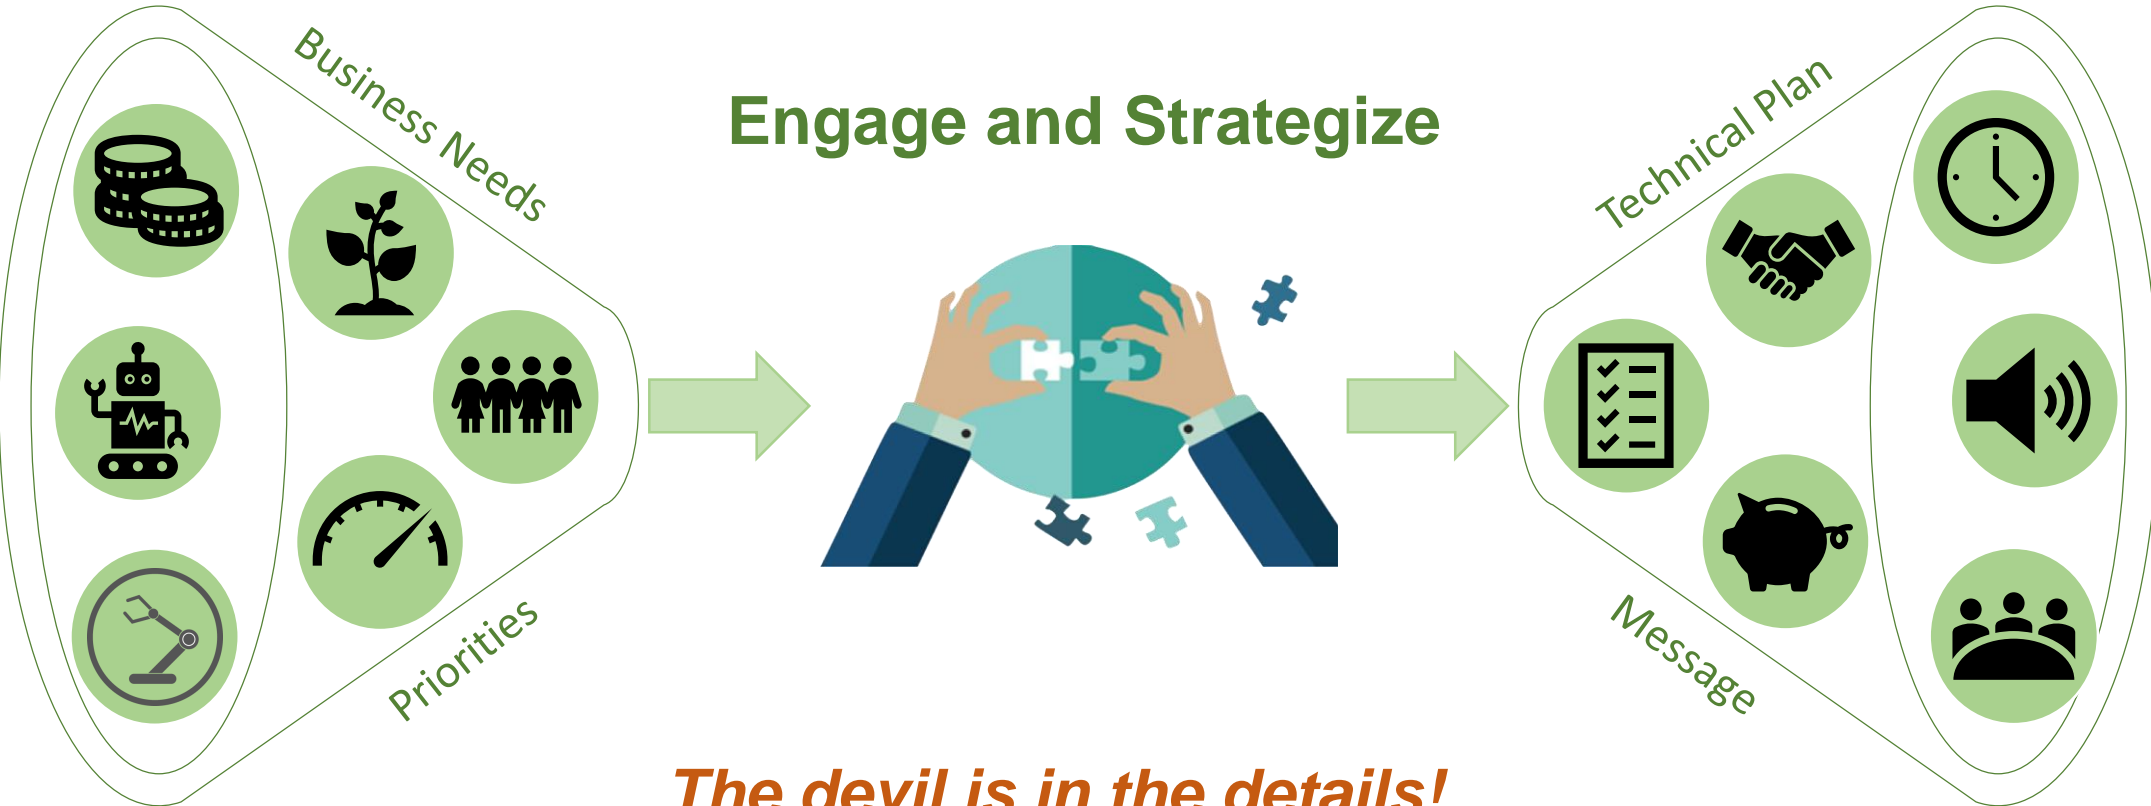 Business Needs
Engage and Strategize
Technical Plan
Priorities
Message
The devil is in the details!